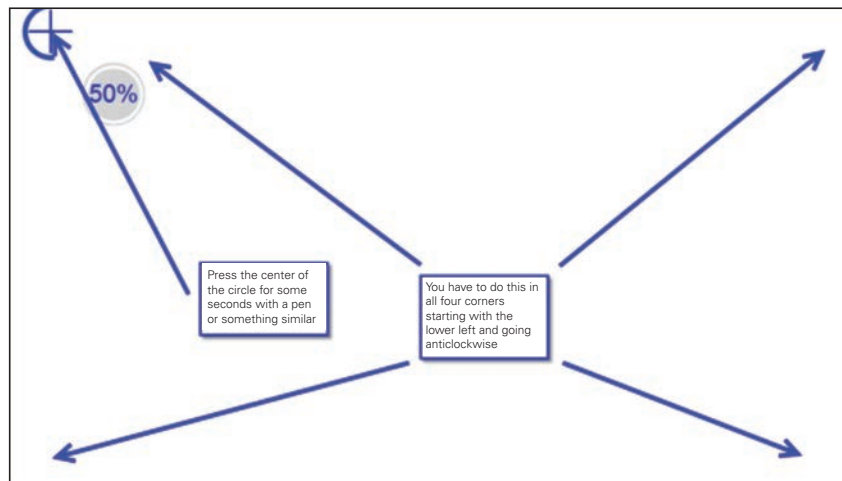 50%
Press the center of
the circle for some
seconds with a pen
or something similar
You have to do this in
all four corners
starting with the
lower left and going
anticlockwise